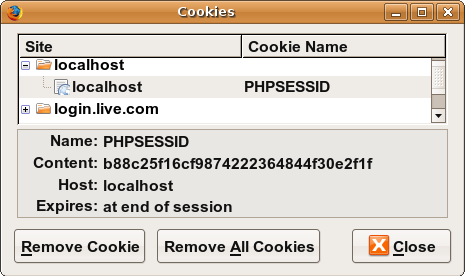 Cookies
Site Cookie Name
localhost
localhost PHPSESSID
login.live.com
Name: PHPSESSID
Content: b88c25f16cf9874222364844f30e2f1f
Host: localhost
Expires: at end of session
Remove Cookie Remove All Cookies Close